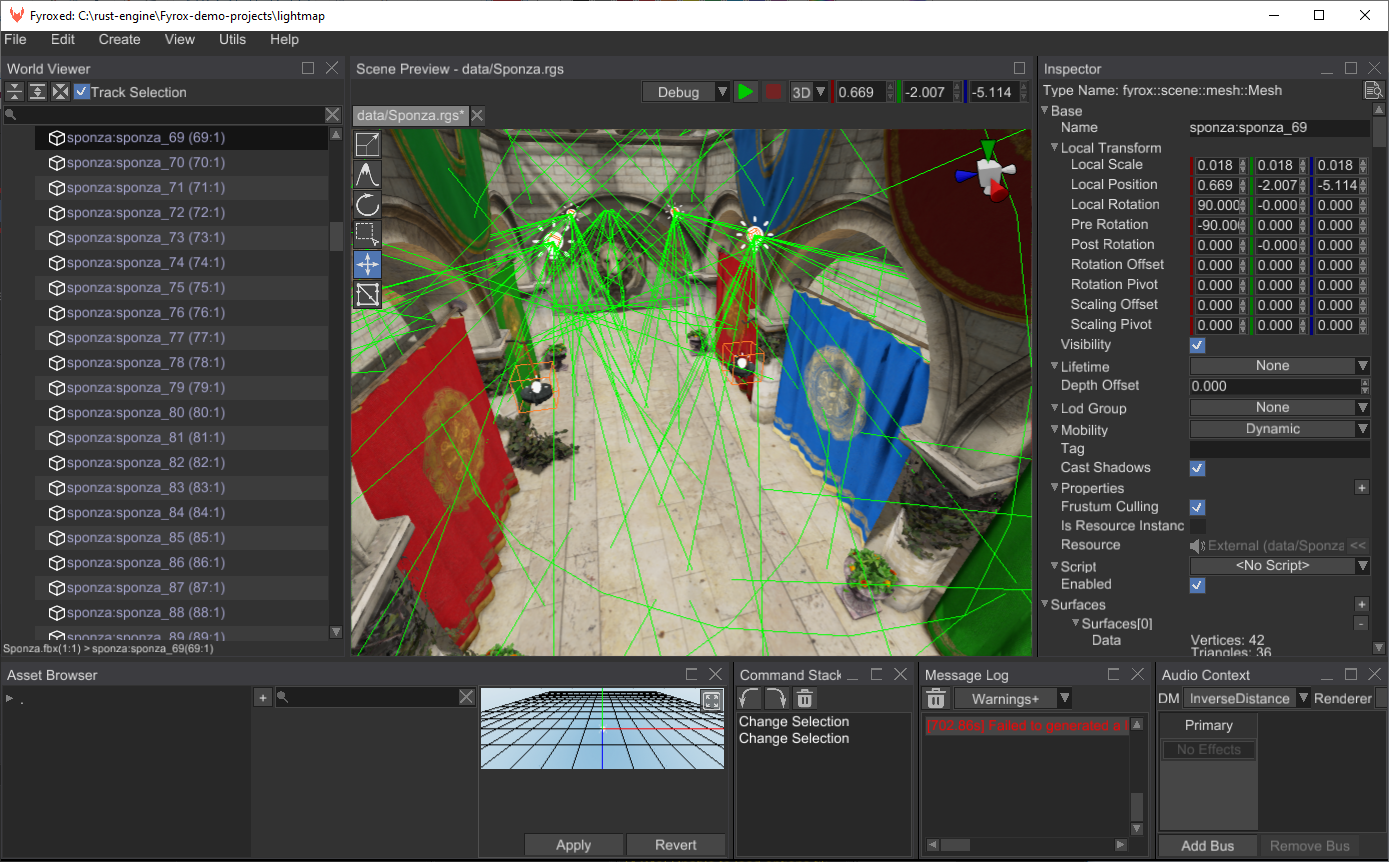 Fyroxed: C:\rust-engine\Fyrox-demo-projects\lightmap
File Edit Create View Utils Help
World Viewer
Track Selection
sponza:sponza_69 (69:1)
sponza:sponza_70 (70:1)
sponza:sponza_71 (71:1)
sponza:sponza_72 (72:1)
sponza:sponza_73 (73:1)
sponza:sponza_74 (74:1)
sponza:sponza_75 (75:1)
sponza:sponza_76 (76:1)
sponza:sponza_77 (77:1)
sponza:sponza_78 (78:1)
sponza:sponza_79 (79:1)
sponza:sponza_80 (80:1)
sponza:sponza_81 (81:1)
sponza:sponza_82 (82:1)
sponza:sponza_83 (83:1)
sponza:sponza_84 (84:1)
sponza:sponza_85 (85:1)
sponza:sponza_86 (86:1)
sponza:sponza_87 (87:1)
sponza:sponza_88 (88:1)
sponza:sponza_89 (89:1)
Sponza.fbx(1:1) > sponza:sponza_69(69:1)
Scene Preview - data/Sponza.rgs
Debug 3D 0.669 -2.007 -5.114
data/Sponza.rgs*
Inspector
Type Name: fyrox::scene::mesh::Mesh
Base
Name sponza:sponza_69
Local Transform
Local Scale 0.018 0.018 0.018
Local Position 0.669 -2.007 -5.114
Local Rotation 90.000 -0.000 0.000
Pre Rotation -90.00 0.000 0.000
Post Rotation 0.000 -0.000 0.000
Rotation Offset 0.000 0.000 0.000
Rotation Pivot 0.000 0.000 0.000
Scaling Offset 0.000 0.000 0.000
Scaling Pivot 0.000 0.000 0.000
Visibility
Lifetime None
Depth Offset 0.000
Lod Group None
Mobility Dynamic
Tag
Cast Shadows
Properties +
Frustum Culling
Is Resource Instanc
Resource External (data/Sponza <<
Script <No Script>
Enabled
Surfaces +
Surfaces[0] -
Data Vertices: 42
Triangles: 36
Asset Browser
.
+
Apply Revert
Command Stack
Change Selection
Change Selection
Message Log
Warnings+
[702.86s] Failed to generated a
Audio Context
DM InverseDistance Renderer
Primary
No Effects
Add Bus Remove Bus